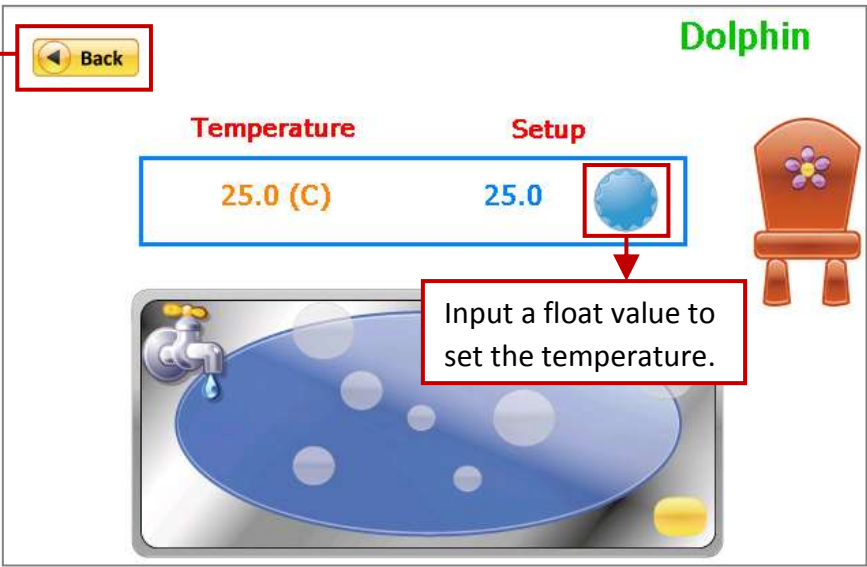 Back
Dolphin
Temperature Setup
25.0 (C) 25.0
Input a float value to
set the temperature.